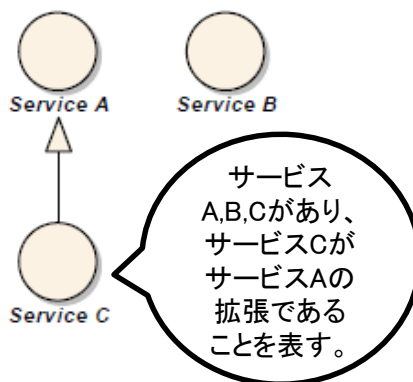 Service A
Service B
Service C
サービス
A,B,Cがあり、
サービスCが
サービスAの
拡張である
ことを表す。